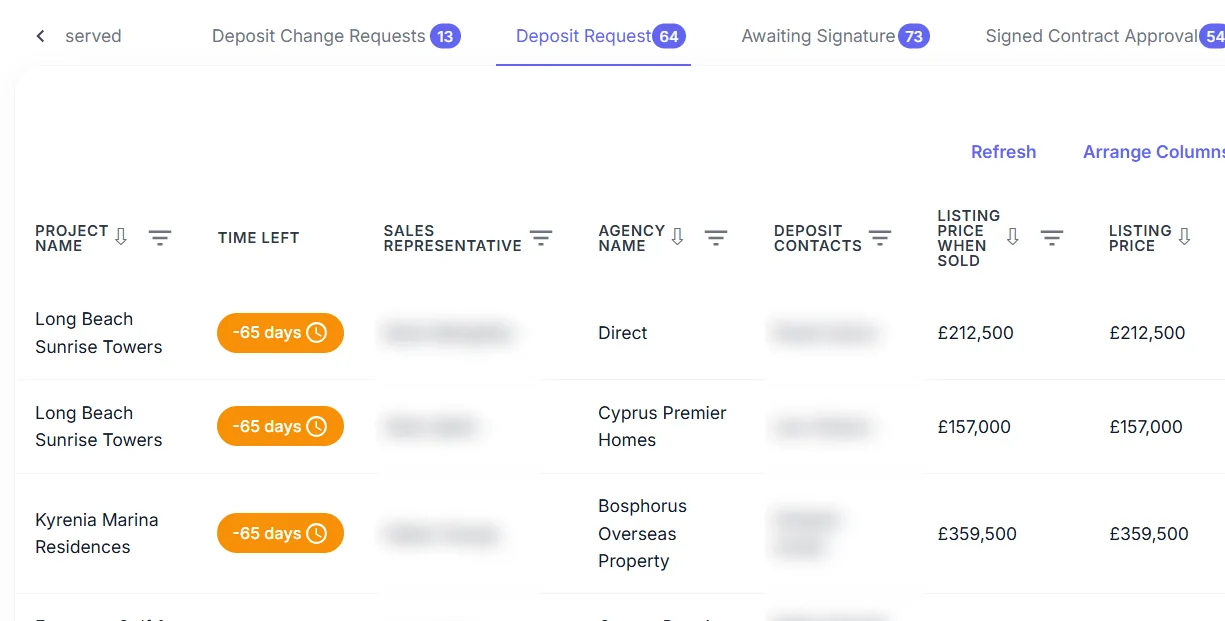 served Deposit Change Requests 13 Deposit Request 64 Awaiting Signature 73 Signed Contract Approval 54
Refresh Arrange Columns
PROJECT NAME
TIME LEFT
SALES REPRESENTATIVE
AGENCY NAME
DEPOSIT CONTACTS
LISTING PRICE WHEN SOLD
LISTING PRICE
Long Beach
Sunrise Towers
-65 days
Direct
£212,500
£212,500
Long Beach
Sunrise Towers
-65 days
Cyprus Premier
Homes
£157,000
£157,000
Kyrenia Marina
Residences
-65 days
Bosphorus
Overseas
Property
£359,500
£359,500